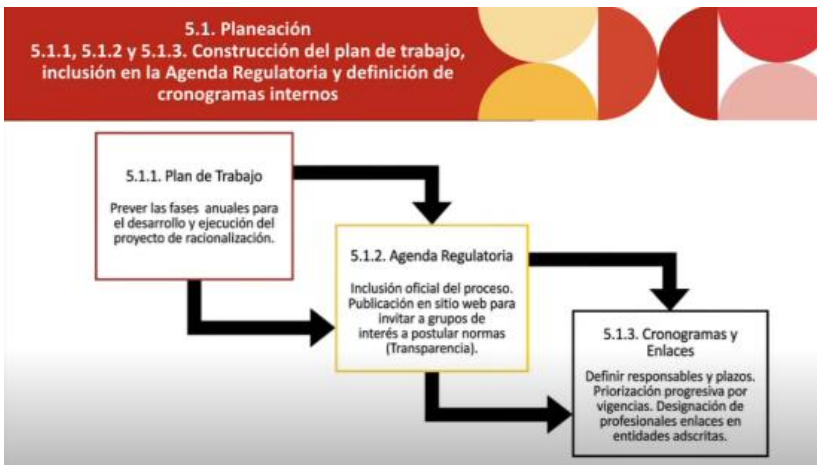 5.1. Planeación
5.1.1, 5.1.2 y 5.1.3. Construcción del plan de trabajo,
inclusión en la Agenda Regulatoria y definición de
cronogramas internos
5.1.1. Plan de Trabajo
Prever las fases anuales para
el desarrollo y ejecución del
proyecto de racionalización.
5.1.2. Agenda Regulatoria
Inclusión oficial del proceso.
Publicación en sitio web para
invitar a grupos de
interés a postular normas
(Transparencia).
5.1.3. Cronogramas y
Enlaces
Definir responsables y plazos.
Priorización progresiva por
vigencias. Designación de
profesionales enlaces en
entidades adscritas.